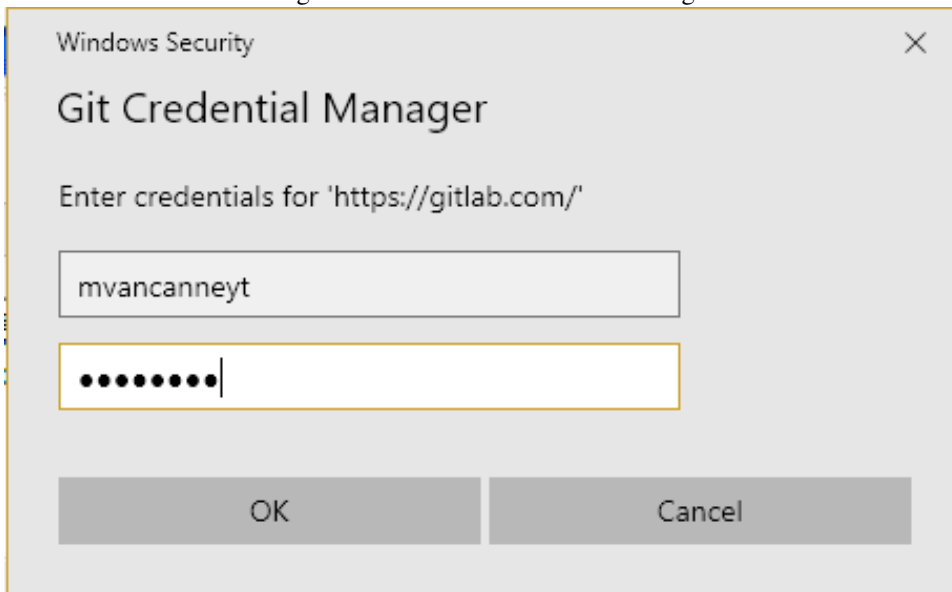 Windows Security
Git Credential Manager
Enter credentials for 'https://gitlab.com/'
mvancanneyt
●●●●●●●●
OK Cancel